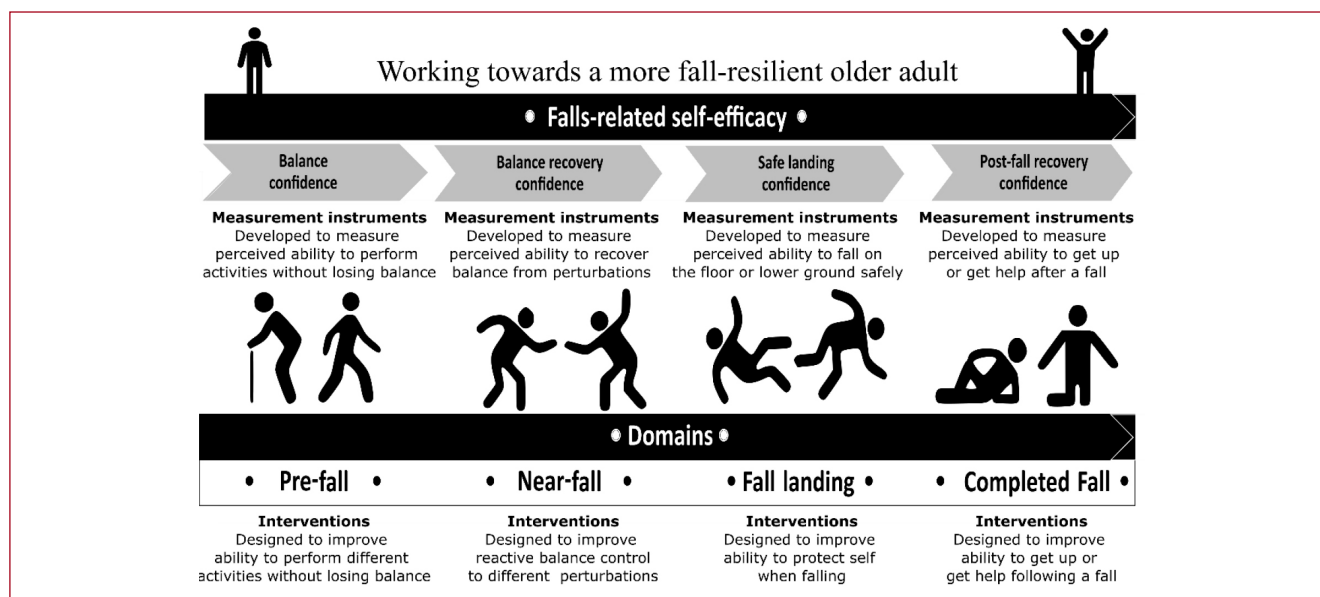 Working towards a more fall-resilient older adult
• Falls-related self-efficacy •
Balance
confidence
Balance recovery
confidence
Safe landing
confidence
Post-fall recovery
confidence
Measurement instruments
Developed to measure
perceived ability to perform
activities without losing balance
Measurement instruments
Developed to measure
perceived ability to recover
balance from perturbations
Measurement instruments
Developed to measure
perceived ability to fall on
the floor or lower ground safely
Measurement instruments
Developed to measure
perceived ability to get up
or get help after a fall
• Domains •
• Pre-fall •
• Near-fall •
• Fall landing •
• Completed Fall •
Interventions
Designed to improve
ability to perform different
activities without losing balance
Interventions
Designed to improve
reactive balance control
to different perturbations
Interventions
Designed to improve
ability to protect self
when falling
Interventions
Designed to improve
ability to get up or
get help following a fall